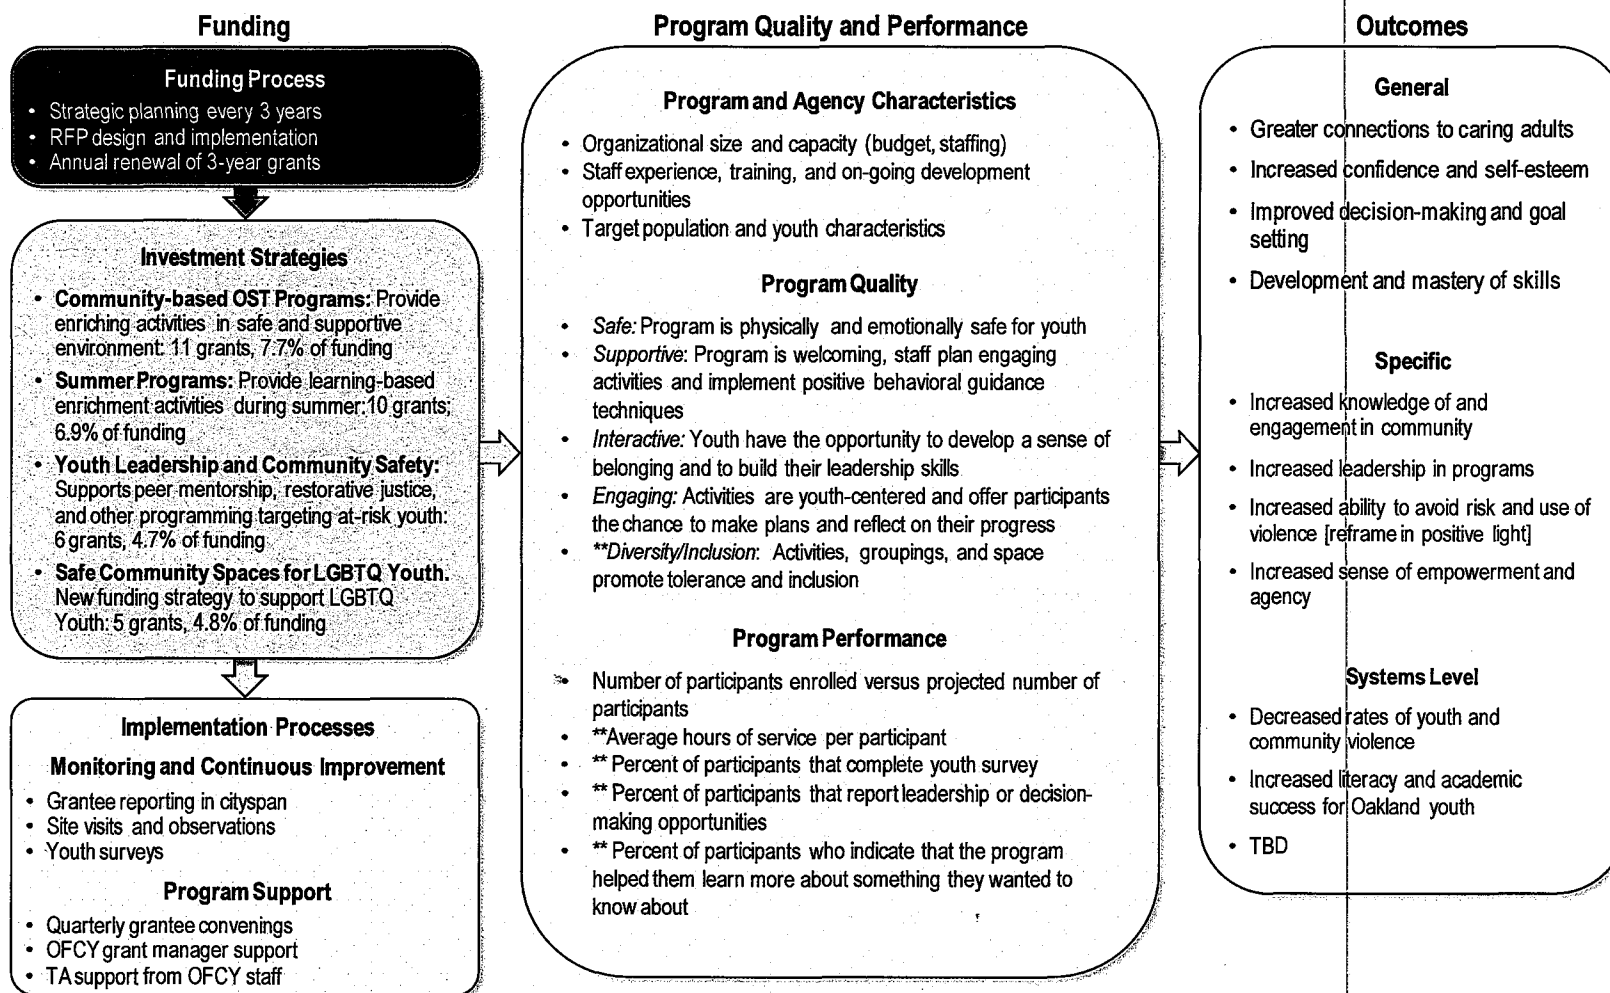 Funding
Funding Process
• Strategic planning every 3 years
• RFP design and implementation
• Annual renewal of 3-year grants
Investment Strategies
• Community-based OST Programs: Provide
enriching activities in safe and supportive
environment: 11 grants, 7.7% of funding
• Summer Programs: Provide learning-based
enrichment activities during summer: 10 grants;
6.9% of funding
• Youth Leadership and Community Safety:
Supports peer mentorship, restorative justice,
and other programming targeting at-risk youth:
6 grants, 4.7% of funding
• Safe Community Spaces for LGBTQ Youth.
New funding strategy to support LGBTQ
Youth: 5 grants, 4.8% of funding
Implementation Processes
Monitoring and Continuous Improvement
• Grantee reporting in cityspan
• Site visits and observations
• Youth surveys
Program Support
• Quarterly grantee convenings
• OFCY grant manager support
• TA support from OFCY staff
Program Quality and Performance
Program and Agency Characteristics
• Organizational size and capacity (budget, staffing)
• Staff experience, training, and on-going development
opportunities
• Target population and youth characteristics
Program Quality
• Safe: Program is physically and emotionally safe for youth
• Supportive: Program is welcoming, staff plan engaging
activities and implement positive behavioral guidance
techniques
• Interactive: Youth have the opportunity to develop a sense of
belonging and to build their leadership skills
• Engaging: Activities are youth-centered and offer participants
the chance to make plans and reflect on their progress
• **Diversity/Inclusion: Activities, groupings, and space
promote tolerance and inclusion
Program Performance
• Number of participants enrolled versus projected number of
participants
• **Average hours of service per participant
• ** Percent of participants that complete youth survey
• ** Percent of participants that report leadership or decision-
making opportunities
• ** Percent of participants who indicate that the program
helped them learn more about something they wanted to
know about
Outcomes
General
• Greater connections to caring adults
• Increased confidence and self-esteem
• Improved decision-making and goal
setting
• Development and mastery of skills
Specific
• Increased knowledge of and
engagement in community
• Increased leadership in programs
• Increased ability to avoid risk and use of
violence [reframe in positive light]
• Increased sense of empowerment and
agency
Systems Level
• Decreased rates of youth and
community violence
• Increased literacy and academic
success for Oakland youth
• TBD